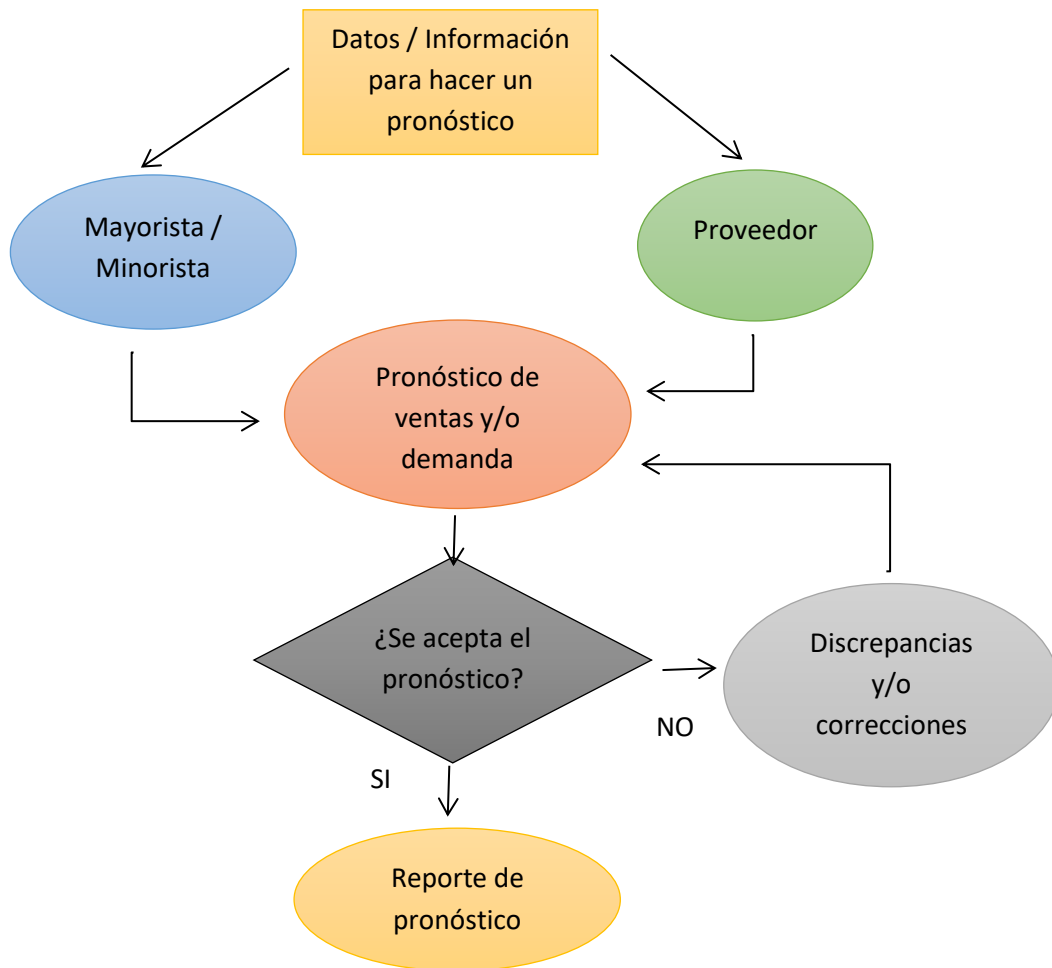 Datos / Información
para hacer un
pronóstico
Mayorista /
Minorista
Proveedor
Pronóstico de
ventas y/o
demanda
¿Se acepta el
pronóstico?
Discrepancias
y/o
correcciones
NO
SI
Reporte de
pronóstico